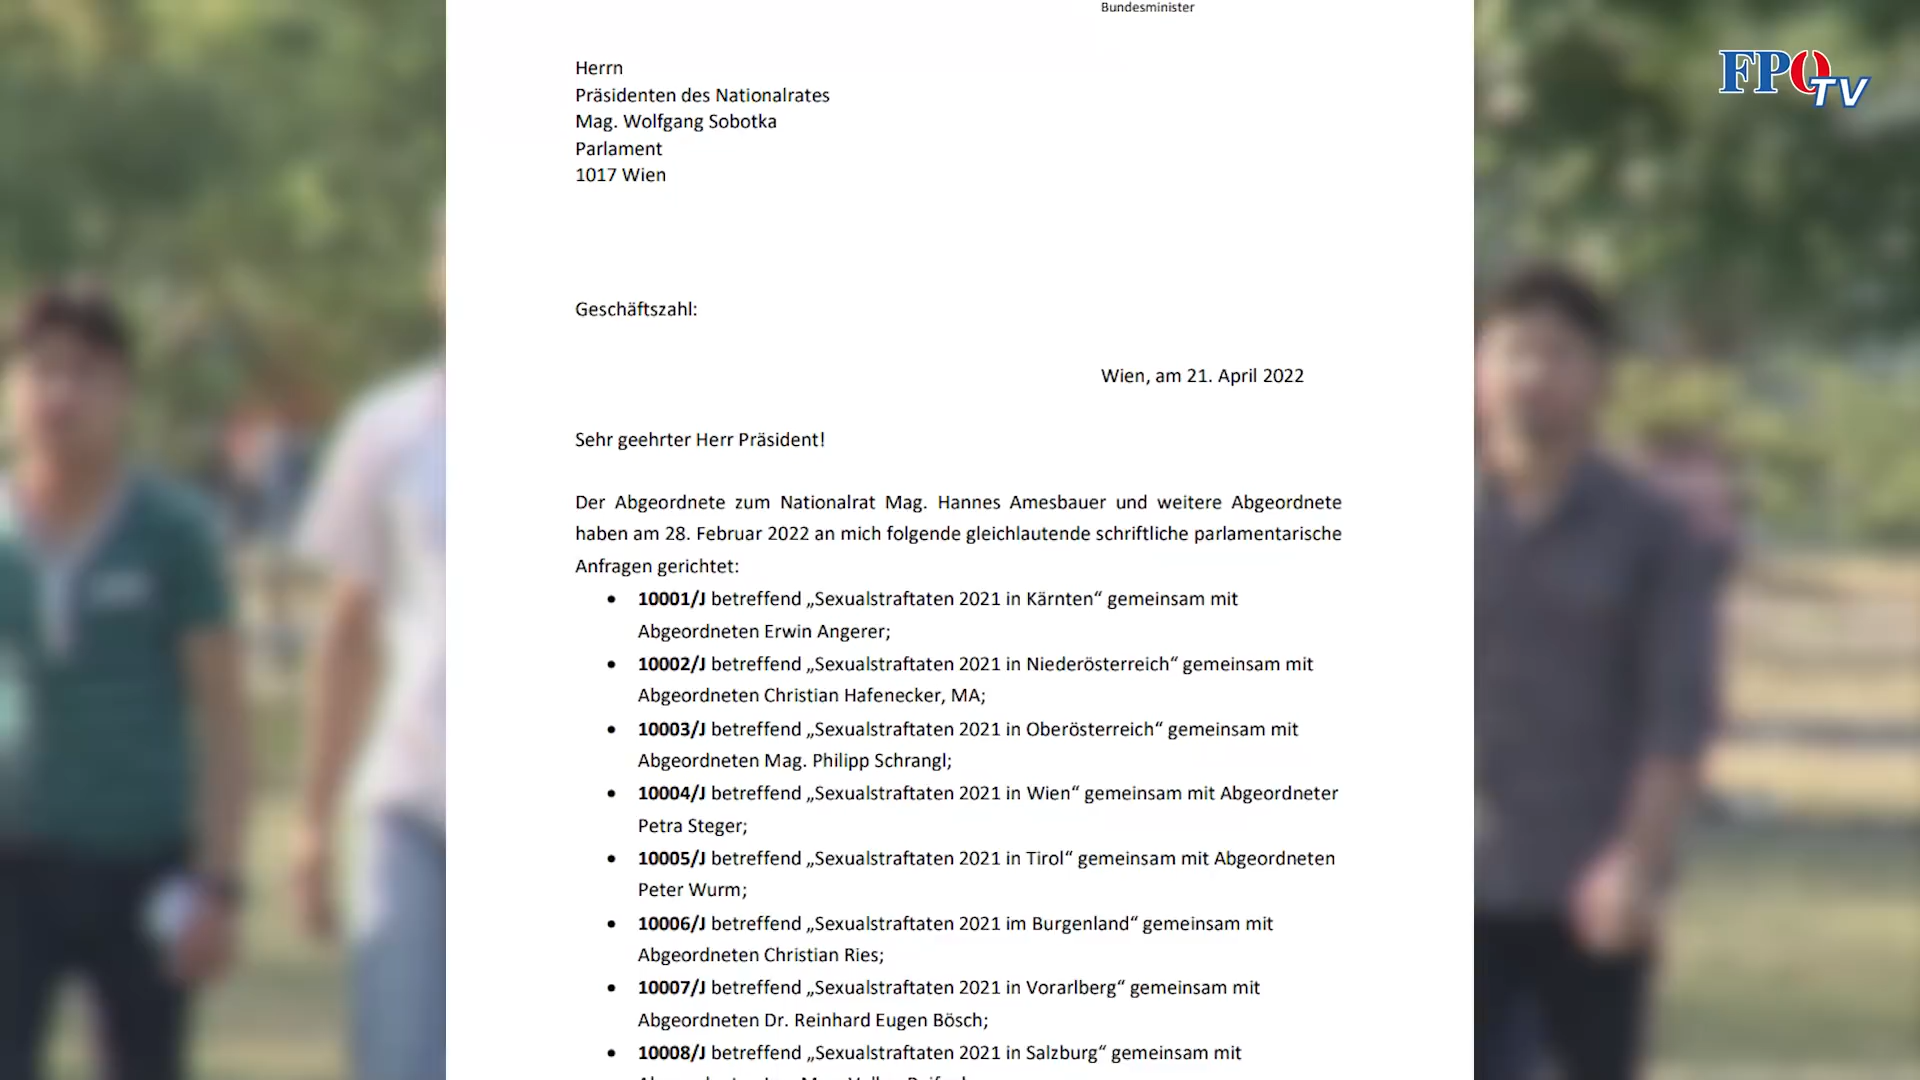 Bundesminister
FPÖ TV
Herrn
Präsidenten des Nationalrates
Mag. Wolfgang Sobotka
Parlament
1017 Wien
Geschäftszahl:
Wien, am 21. April 2022
Sehr geehrter Herr Präsident!
Der Abgeordnete zum Nationalrat Mag. Hannes Amesbauer und weitere Abgeordnete
haben am 28. Februar 2022 an mich folgende gleichlautende schriftliche parlamentarische
Anfragen gerichtet:
• 10001/J betreffend „Sexualstraftaten 2021 in Kärnten“ gemeinsam mit
Abgeordneten Erwin Angerer;
• 10002/J betreffend „Sexualstraftaten 2021 in Niederösterreich“ gemeinsam mit
Abgeordneten Christian Hafenecker, MA;
• 10003/J betreffend „Sexualstraftaten 2021 in Oberösterreich“ gemeinsam mit
Abgeordneten Mag. Philipp Schrangl;
• 10004/J betreffend „Sexualstraftaten 2021 in Wien“ gemeinsam mit Abgeordneter
Petra Steger;
• 10005/J betreffend „Sexualstraftaten 2021 in Tirol“ gemeinsam mit Abgeordneten
Peter Wurm;
• 10006/J betreffend „Sexualstraftaten 2021 im Burgenland“ gemeinsam mit
Abgeordneten Christian Ries;
• 10007/J betreffend „Sexualstraftaten 2021 in Vorarlberg“ gemeinsam mit
Abgeordneten Dr. Reinhard Eugen Bösch;
• 10008/J betreffend „Sexualstraftaten 2021 in Salzburg“ gemeinsam mit